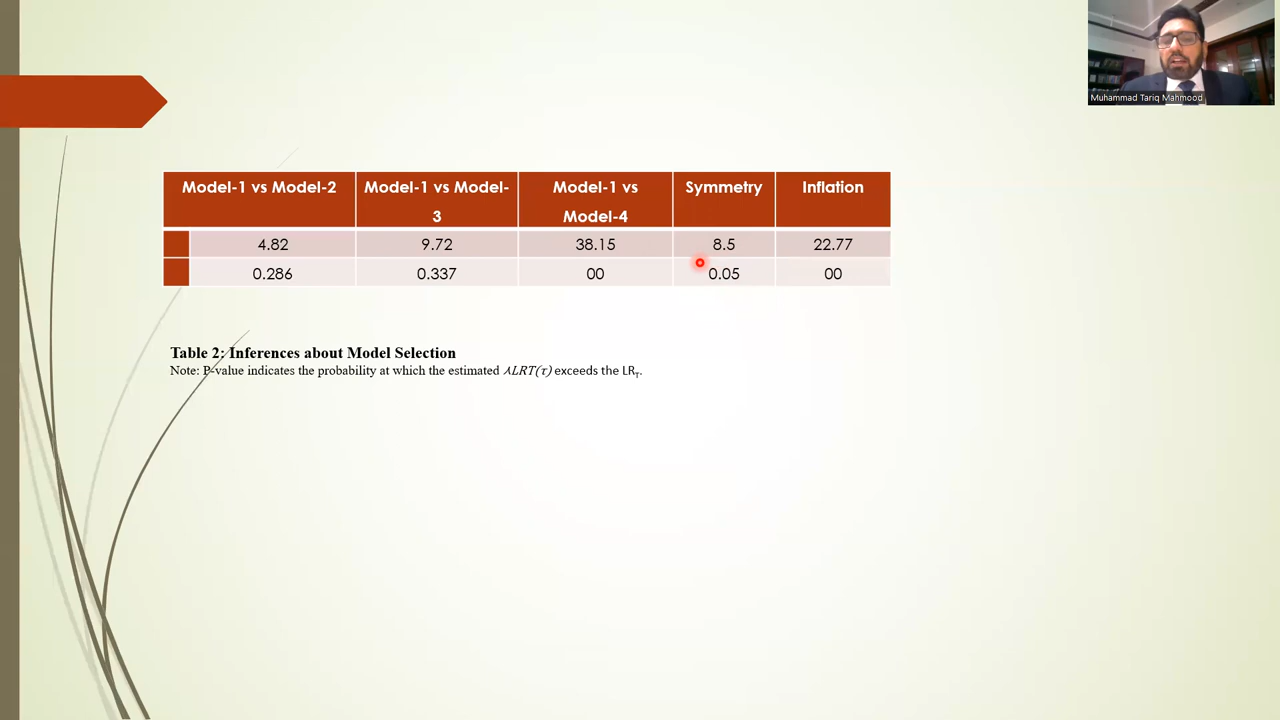 Muhammad Tariq Mahmood
Model-1 vs Model-2 Model-1 vs Model- Model-1 vs Symmetry Inflation
3 Model-4
4.82 9.72 38.15 8.5 22.77
0.286 0.337 00 0.05 00
Table 2: Inferences about Model Selection
Note: P-value indicates the probability at which the estimated ⅄LRT(τ) exceeds the LRT.